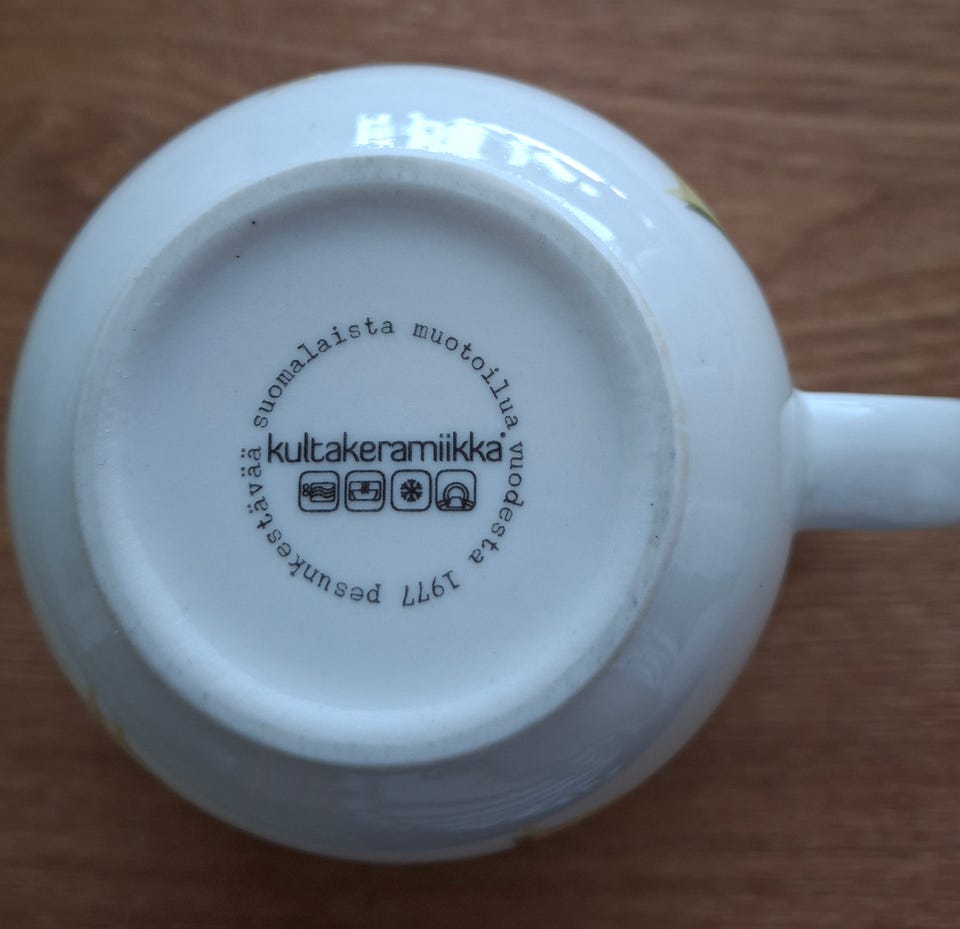 suomalaista muotoilua vuodesta 1977 pesunkestävää
kultakeramiikka